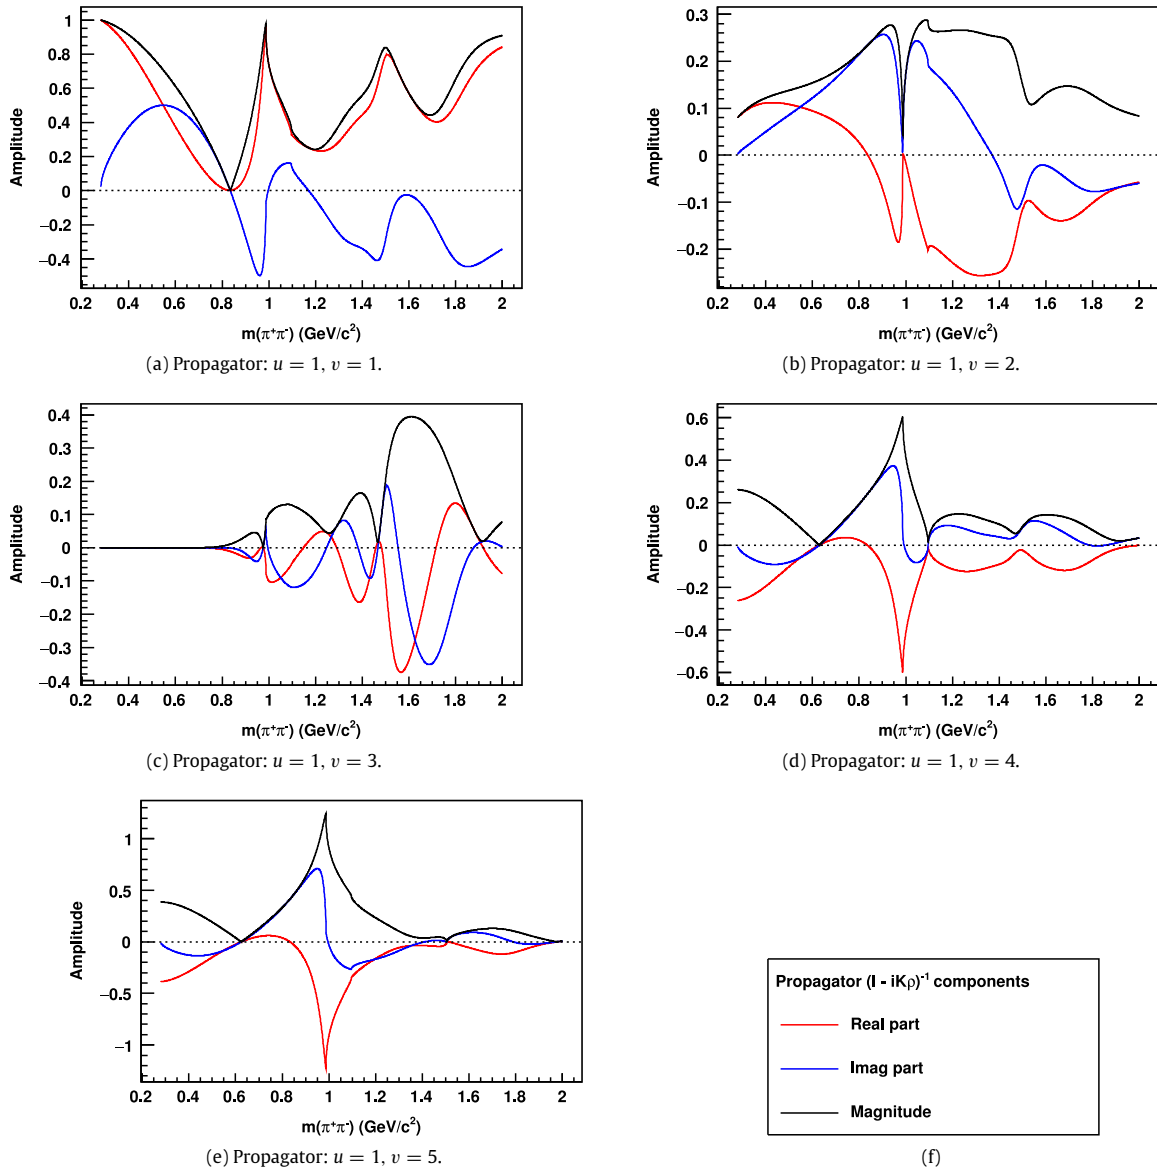 Amplitude
1
0.8
0.6
0.4
0.2
0
−0.2
−0.4
0.2 0.4 0.6 0.8 1 1.2 1.4 1.6 1.8 2
m(π⁺π⁻) (GeV/c²)
(a) Propagator: u = 1, v = 1.
Amplitude
0.3
0.2
0.1
0
−0.1
−0.2
0.2 0.4 0.6 0.8 1 1.2 1.4 1.6 1.8 2
m(π⁺π⁻) (GeV/c²)
(b) Propagator: u = 1, v = 2.
Amplitude
0.4
0.3
0.2
0.1
0
−0.1
−0.2
−0.3
−0.4
0.2 0.4 0.6 0.8 1 1.2 1.4 1.6 1.8 2
m(π⁺π⁻) (GeV/c²)
(c) Propagator: u = 1, v = 3.
Amplitude
0.6
0.4
0.2
0
−0.2
−0.4
−0.6
0.2 0.4 0.6 0.8 1 1.2 1.4 1.6 1.8 2
m(π⁺π⁻) (GeV/c²)
(d) Propagator: u = 1, v = 4.
Amplitude
1
0.5
0
−0.5
−1
0.2 0.4 0.6 0.8 1 1.2 1.4 1.6 1.8 2
m(π⁺π⁻) (GeV/c²)
(e) Propagator: u = 1, v = 5.
Propagator (I - iKρ)⁻¹ components
Real part
Imag part
Magnitude
(f)